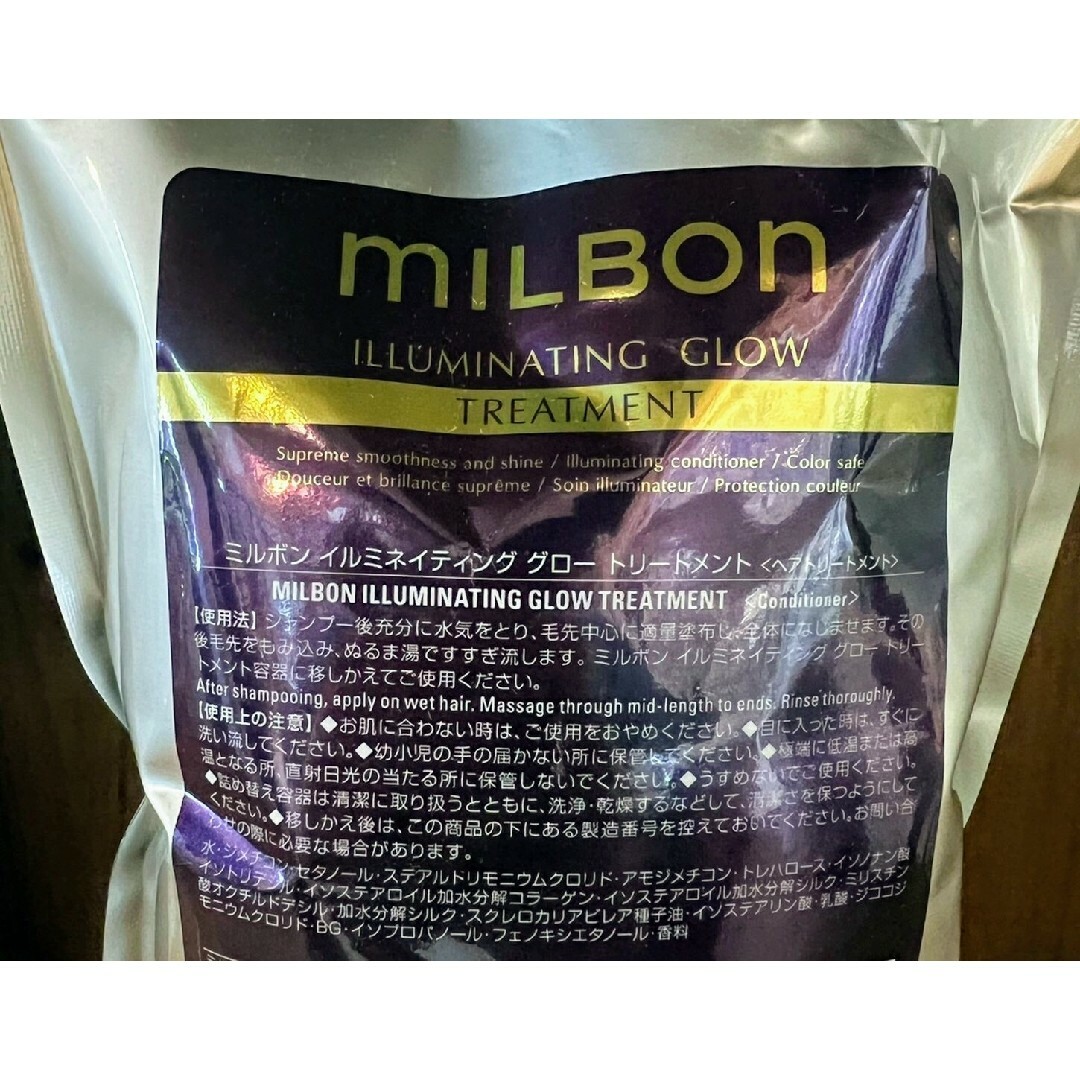 MILBON
ILLUMINATING GLOW
TREATMENT
Supreme smoothness and shine / Illuminating conditioner / Color safe
Douceur et brillance suprême / Soin illuminateur / Protection couleur
ミルボン イルミネイティング グロー トリートメント <ヘアトリートメント>
MILBON ILLUMINATING GLOW TREATMENT <Conditioner>
【使用法】シャンプー後充分に水気をとり、毛先中心に適量塗布し、全体になじませます。その
後毛先をもみ込み、ぬるま湯ですすぎ流します。ミルボン イルミネイティング グロー トリー
トメント容器に移しかえてご使用ください。
After shampooing, apply on wet hair. Massage through mid-length to ends. Rinse thoroughly.
【使用上の注意】◆お肌に合わない時は、ご使用をおやめください。◆目に入った時は、すぐに
洗い流してください。◆幼小児の手の届かない所に保管してください。◆極端に低温または高
温となる所、直射日光の当たる所に保管しないでください。◆うすめないでご使用ください。
◆詰め替え容器は清潔に取り扱うとともに、洗浄・乾燥するなどして、清潔さを保つようにして
ください。◆移しかえ後は、この商品の下にある製造番号を控えておいてください。お問い合
わせの際に必要な場合があります。
水・ジメチコン・セタノール・ステアルトリモニウムクロリド・アモジメチコン・トレハロース・イソノナン酸
イソトリデシル・イソステアロイル加水分解コラーゲン・イソステアロイル加水分解シルク・ミリスチン
酸オクチルドデシル・加水分解シルク・スクレロカリアビレア種子油・イソステアリン酸・乳酸・ジココジ
モニウムクロリド・BG・イソプロパノール・フェノキシエタノール・香料